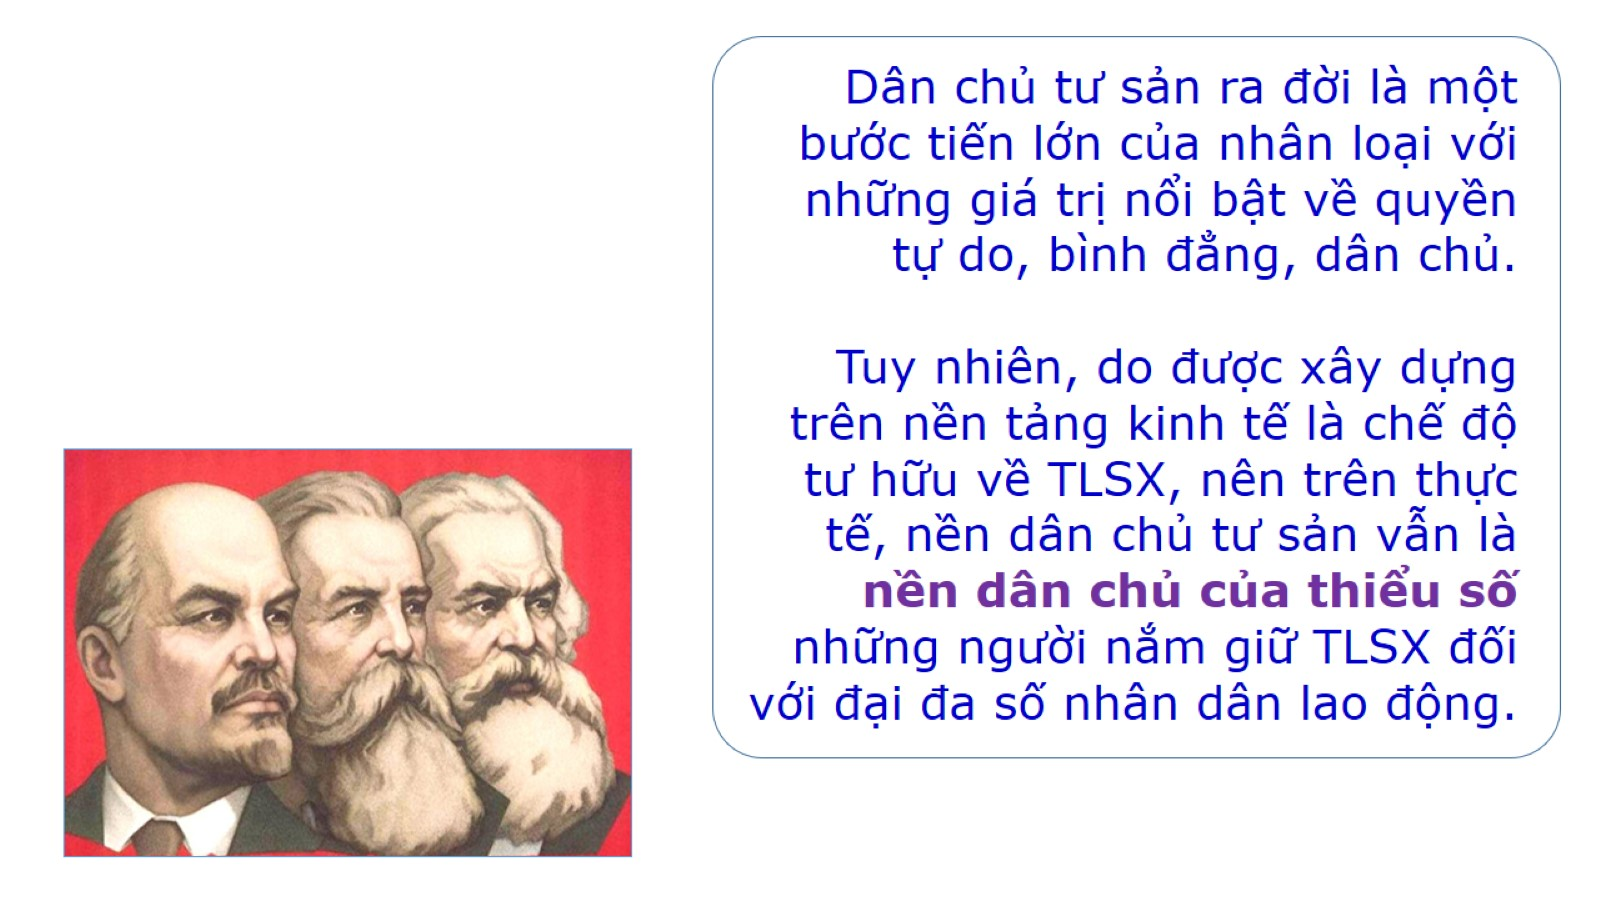 Dân chủ tư sản ra đời là một
bước tiến lớn của nhân loại với
những giá trị nổi bật về quyền
tự do, bình đẳng, dân chủ.
Tuy nhiên, do được xây dựng
trên nền tảng kinh tế là chế độ
tư hữu về TLSX, nên trên thực
tế, nền dân chủ tư sản vẫn là
nền dân chủ của thiểu số
những người nắm giữ TLSX đối
với đại đa số nhân dân lao động.